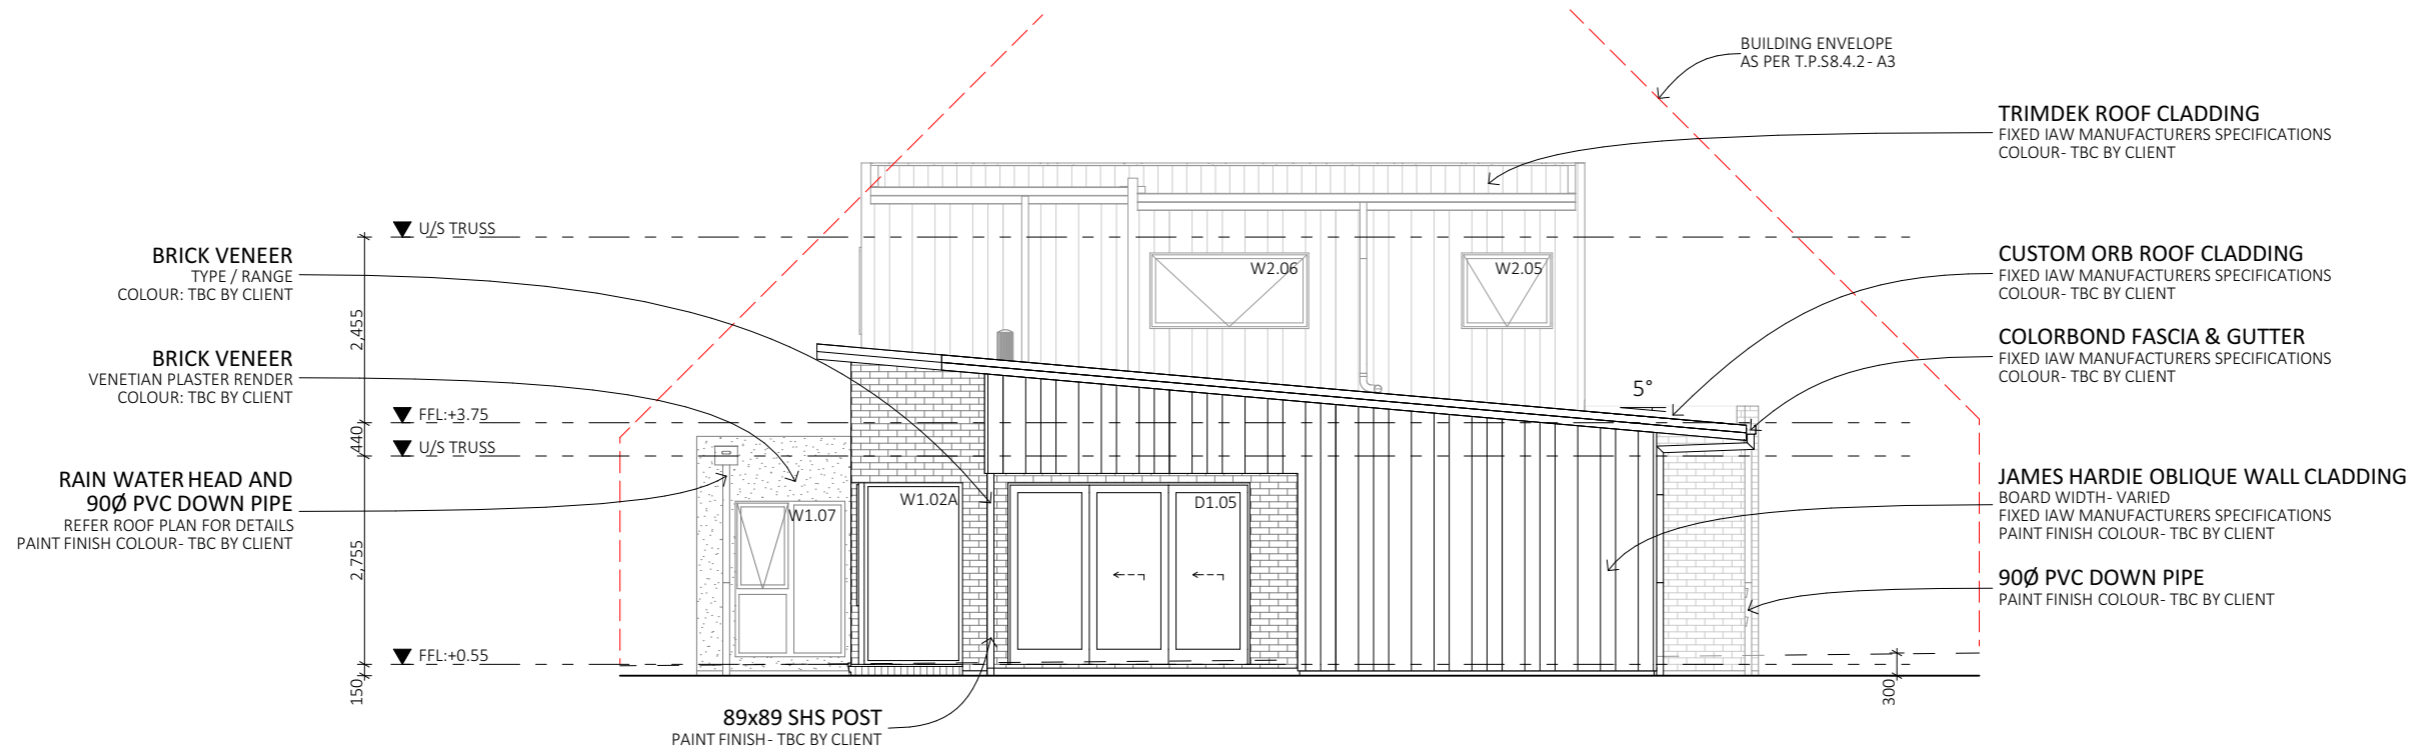 BUILDING ENVELOPE
AS PER T.P.S8.4.2 - A3
TRIMDEK ROOF CLADDING
FIXED IAW MANUFACTURERS SPECIFICATIONS
COLOUR- TBC BY CLIENT
CUSTOM ORB ROOF CLADDING
FIXED IAW MANUFACTURERS SPECIFICATIONS
COLOUR- TBC BY CLIENT
COLORBOND FASCIA & GUTTER
FIXED IAW MANUFACTURERS SPECIFICATIONS
COLOUR- TBC BY CLIENT
JAMES HARDIE OBLIQUE WALL CLADDING
BOARD WIDTH- VARIED
FIXED IAW MANUFACTURERS SPECIFICATIONS
PAINT FINISH COLOUR- TBC BY CLIENT
90Ø PVC DOWN PIPE
PAINT FINISH COLOUR- TBC BY CLIENT
BRICK VENEER
TYPE / RANGE
COLOUR: TBC BY CLIENT
BRICK VENEER
VENETIAN PLASTER RENDER
COLOUR: TBC BY CLIENT
RAIN WATER HEAD AND
90Ø PVC DOWN PIPE
REFER ROOF PLAN FOR DETAILS
PAINT FINISH COLOUR- TBC BY CLIENT
89x89 SHS POST
PAINT FINISH- TBC BY CLIENT
U/S TRUSS
FFL:+3.75
U/S TRUSS
FFL:+0.55
2,455
440
2,755
150
300
5°
W2.06
W2.05
W1.07
W1.02A
D1.05